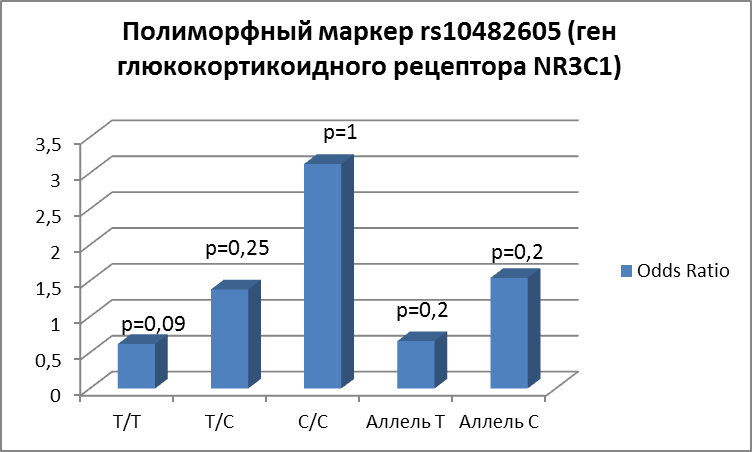 Полиморфный маркер rs10482605 (ген
глюкокортикоидного рецептора NR3C1)
3,5
3
2,5
2
1,5
1
0,5
0
p=0,09
p=0,25
p=1
p=0,2
p=0,2
T/T
T/C
C/C
Аллель T
Аллель C
Odds Ratio